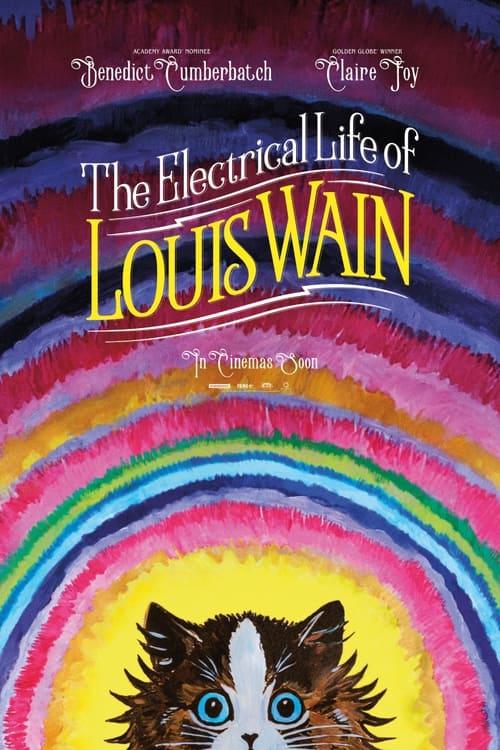 ACADEMY AWARD® NOMINEE
Benedict Cumberbatch
GOLDEN GLOBE® WINNER
Claire Foy
The Electrical Life of
LOUIS WAIN
In Cinemas Soon